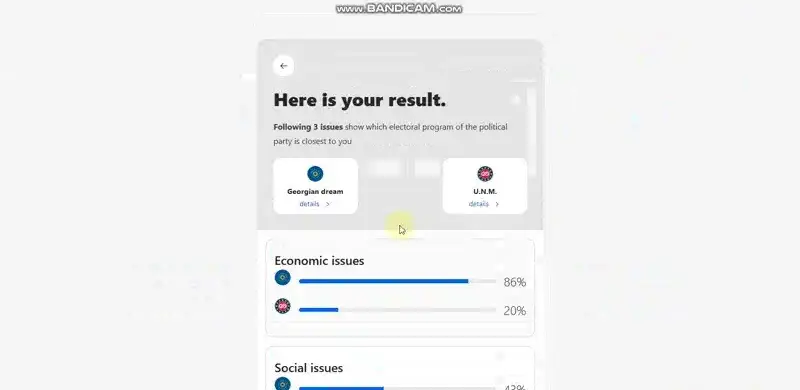 www.BANDICAM.com
Here is your result.
Following 3 issues show which electoral program of the political
party is closest to you
Georgian dream
details >
U.N.M.
details >
Economic issues
86%
20%
Social issues
43%